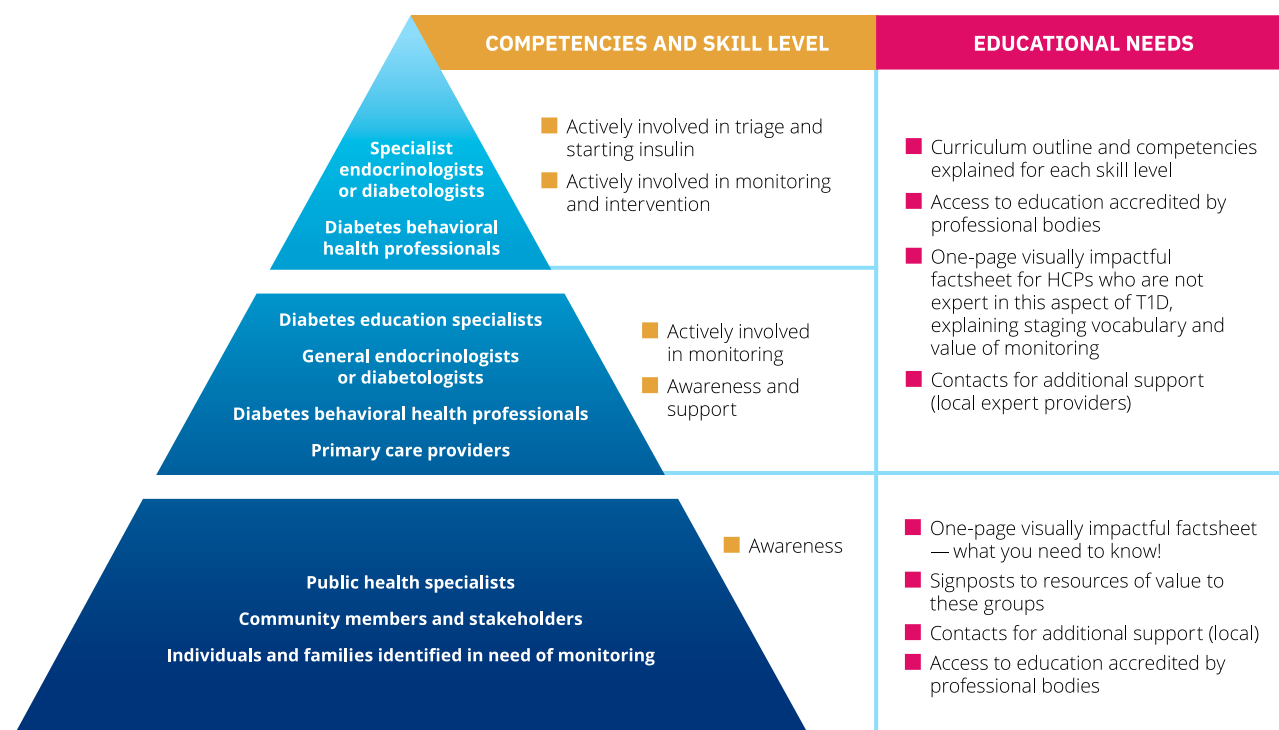 COMPETENCIES AND SKILL LEVEL
EDUCATIONAL NEEDS
Specialist
endocrinologists
or diabetologists
Diabetes behavioral
health professionals
Actively involved in triage and
starting insulin
Actively involved in monitoring
and intervention
Diabetes education specialists
General endocrinologists
or diabetologists
Diabetes behavioral health professionals
Primary care providers
Actively involved
in monitoring
Awareness and
support
Curriculum outline and competencies
explained for each skill level
Access to education accredited by
professional bodies
One-page visually impactful
factsheet for HCPs who are not
expert in this aspect of T1D,
explaining staging vocabulary and
value of monitoring
Contacts for additional support
(local expert providers)
Public health specialists
Community members and stakeholders
Individuals and families identified in need of monitoring
Awareness
One-page visually impactful factsheet
— what you need to know!
Signposts to resources of value to
these groups
Contacts for additional support (local)
Access to education accredited by
professional bodies